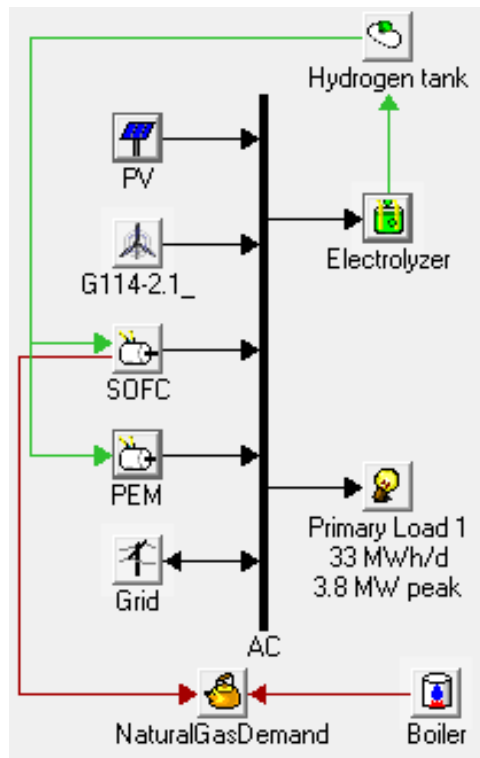 Hydrogen tank
PV
Electrolyzer
G114-2.1_
SOFC
PEM
Primary Load 1
33 MWh/d
3.8 MW peak
Grid
AC
NaturalGasDemand
Boiler